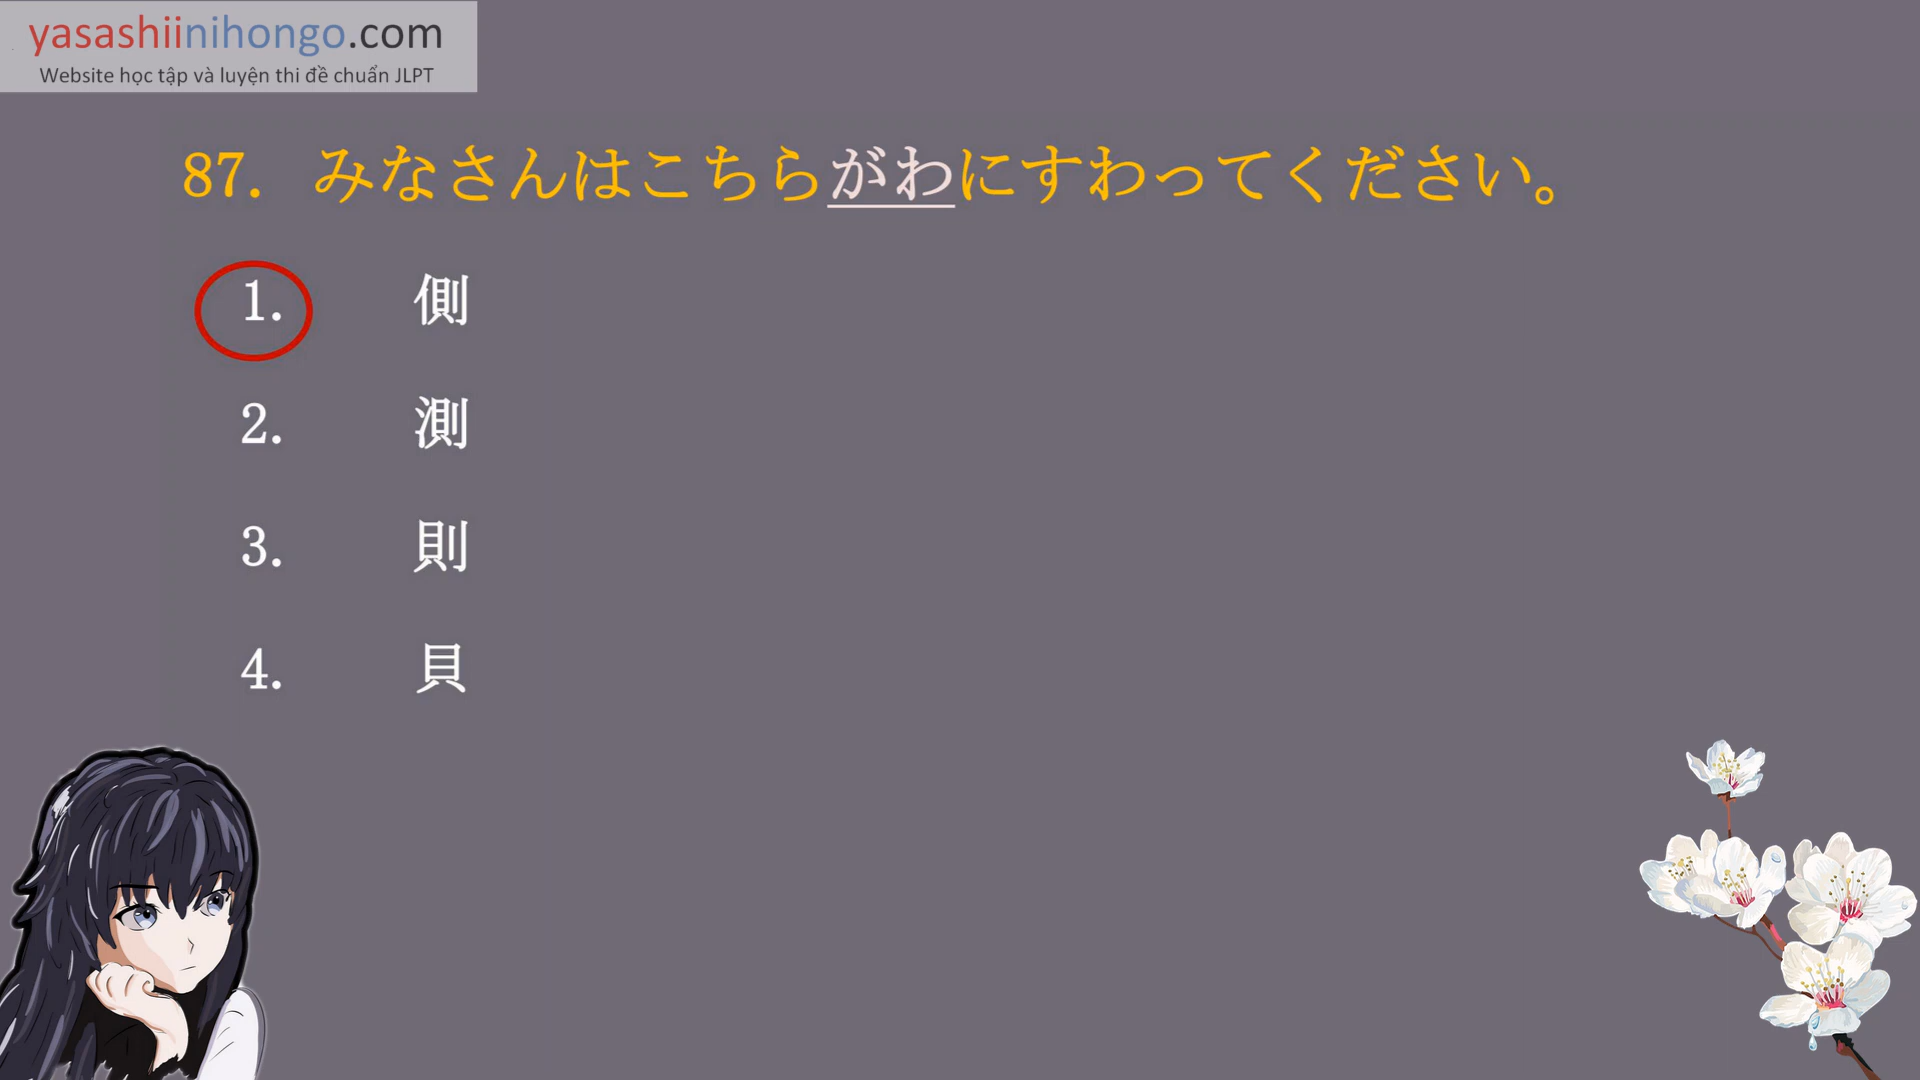 yasashiinihongo.com
Website học tập và luyện thi đề chuẩn JLPT
87. みなさんはこちらがわにすわってください。
1. 側
2. 測
3. 則
4. 貝